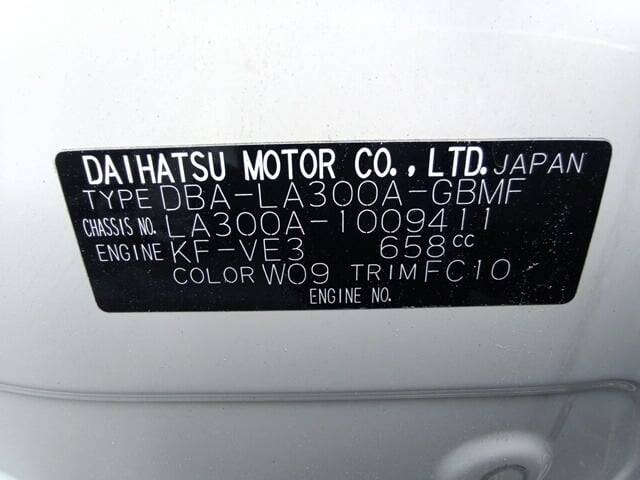 DAIHATSU MOTOR CO., LTD. JAPAN
TYPE DBA-LA300A-GBMF
CHASSIS NO. LA300A-1009411
ENGINE KF-VE3 658cc
COLOR W09 TRIM FC10
ENGINE NO.